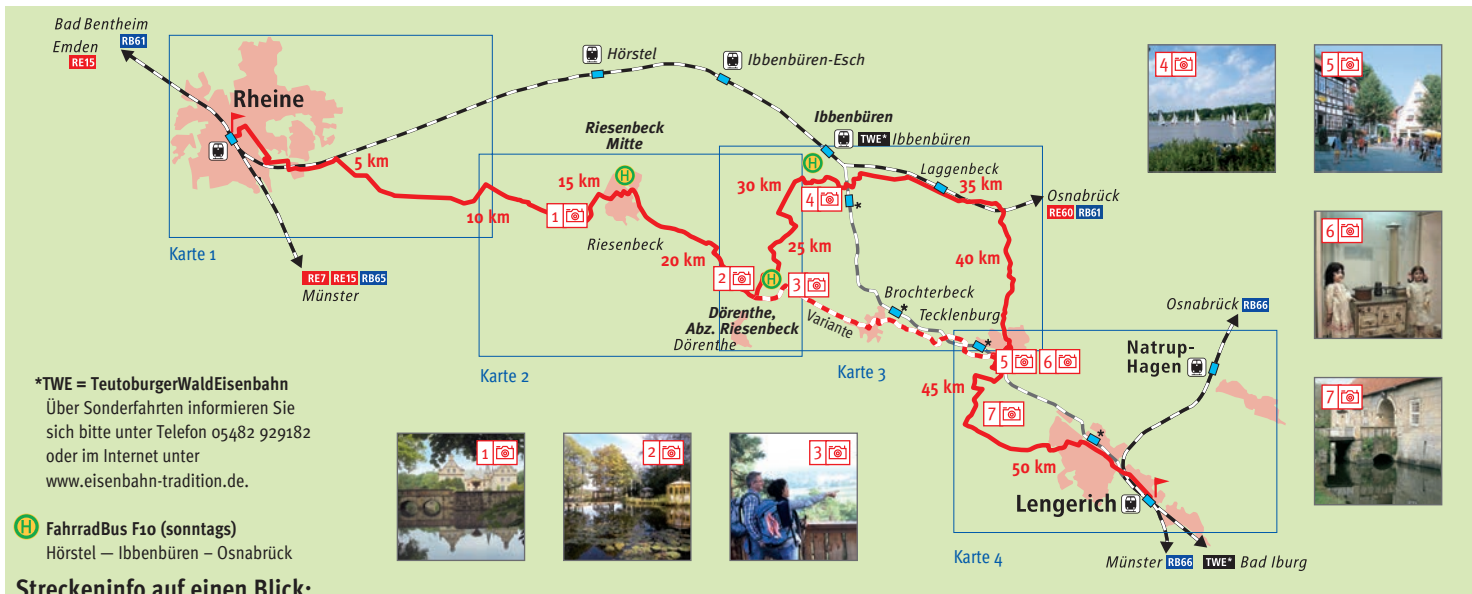 Bad Bentheim
RB61
Emden
RE15
Rheine
5 km
Karte 1
RE7 RE15 RB65
Münster
Hörstel
Ibbenbüren-Esch
Riesenbeck
Mitte
H
15 km
10 km
1
Riesenbeck
20 km
2
H
3
Dörenthe,
Abz. Riesenbeck
Dörenthe
Karte 2
Ibbenbüren
TWE* Ibbenbüren
H
30 km
4
*
Laggenbeck
35 km
Osnabrück
RE60 RB61
25 km
40 km
Brochterbeck
*
Tecklenburg
Variante
*
Karte 3
5
6
45 km
7
*
50 km
Lengerich
Karte 4
Osnabrück RB66
Natrup-
Hagen
Münster RB66 TWE* Bad Iburg
4
5
6
7
1
2
3
*TWE = TeutoburgerWaldEisenbahn
Über Sonderfahrten informieren Sie
sich bitte unter Telefon 05482 929182
oder im Internet unter
www.eisenbahn-tradition.de.
H FahrradBus F10 (sonntags)
Hörstel — Ibbenbüren – Osnabrück
Streckeninfo auf einen Blick: